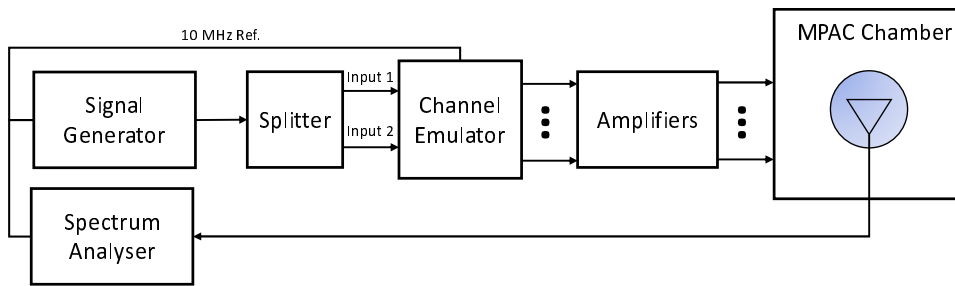 10 MHz Ref.
MPAC Chamber
Signal
Generator
Splitter
Input 1
Input 2
Channel
Emulator
Amplifiers
Spectrum
Analyser